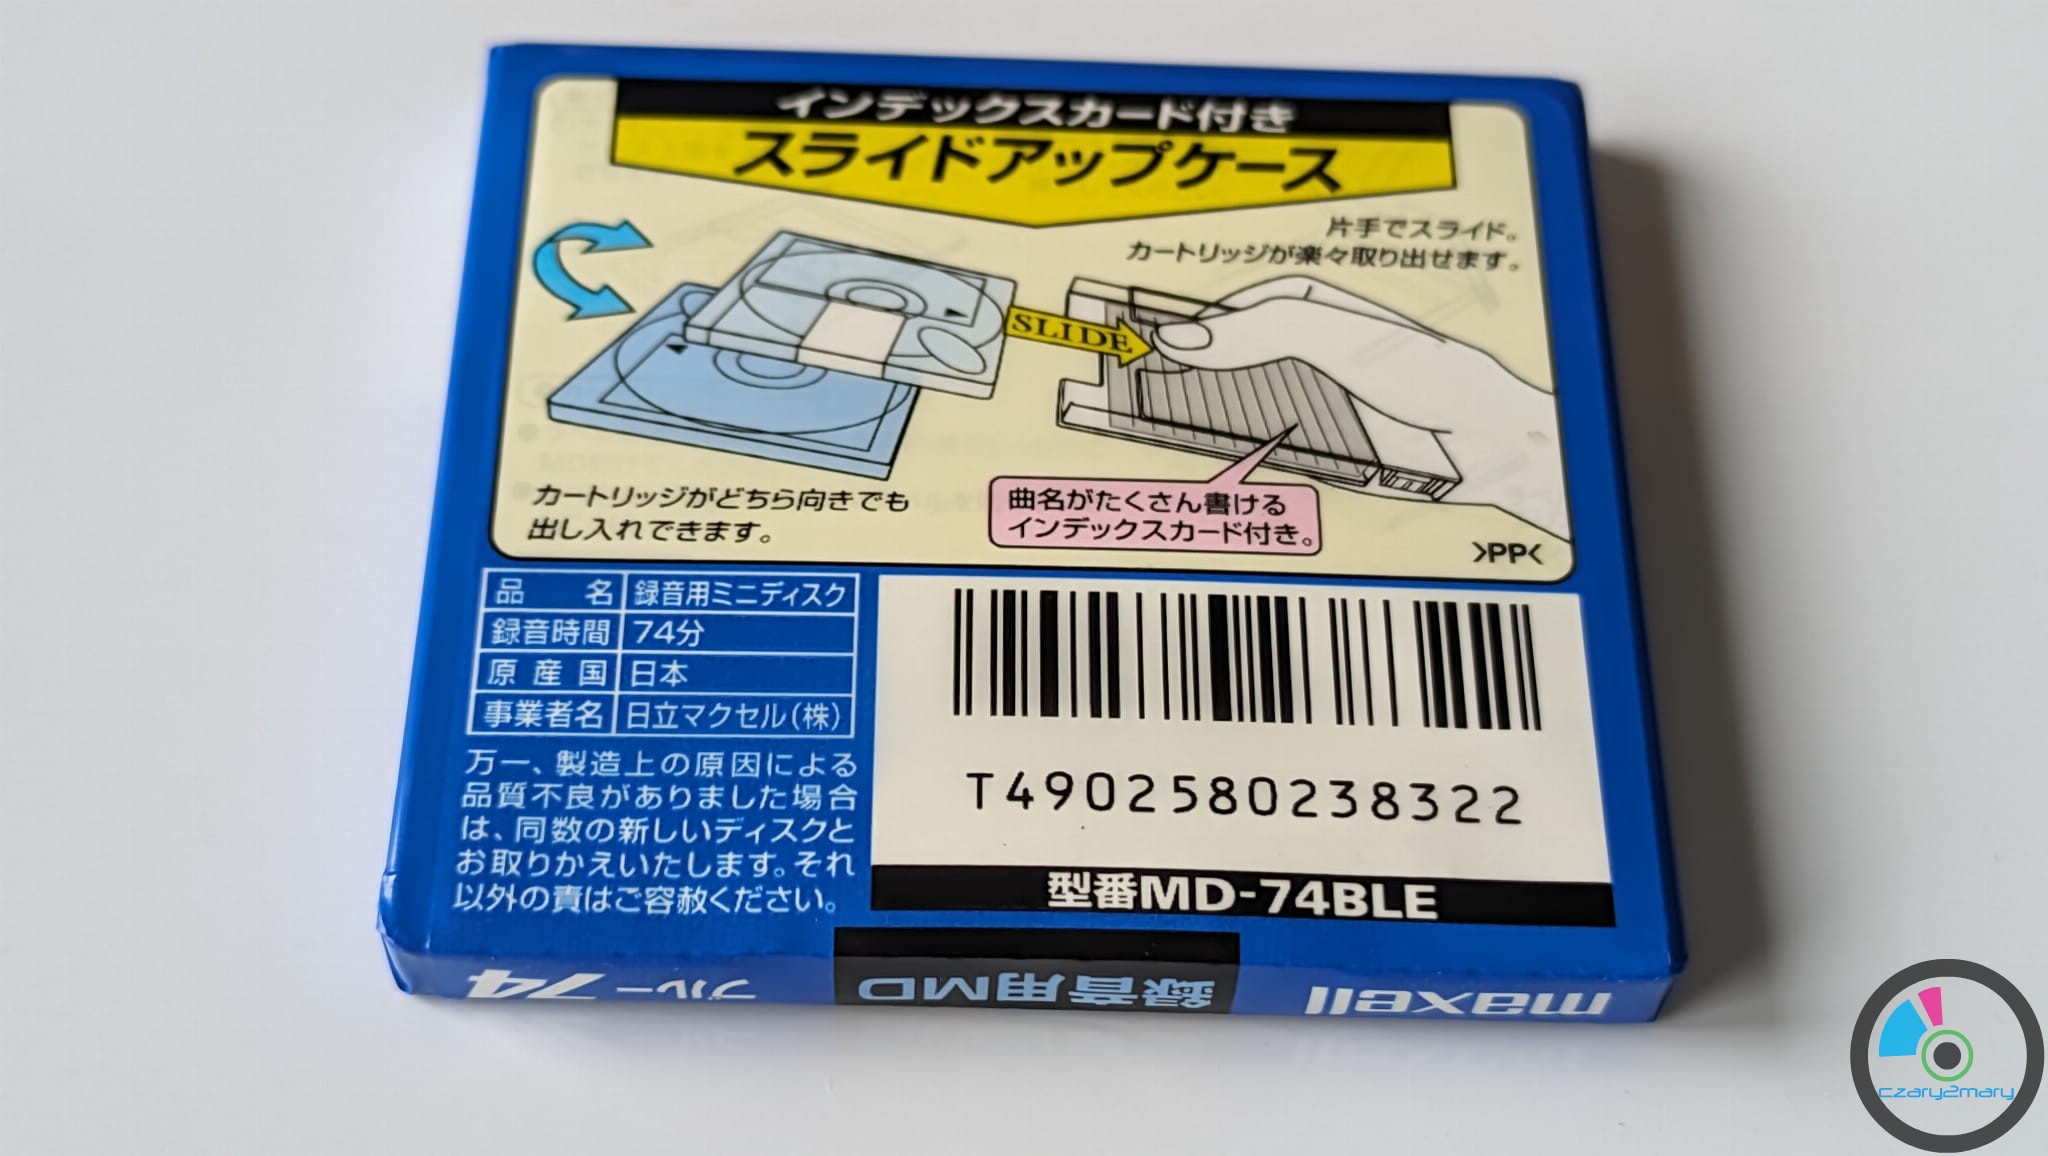 インデックスカード付き
スライドアップケース
片手でスライド。
カートリッジが楽々取り出せます。
SLIDE
カートリッジがどちら向きでも
出し入れできます。
曲名がたくさん書ける
インデックスカード付き。
>PP<
品名 録音用ミニディスク
録音時間 74分
原産国 日本
事業者名 日立マクセル(株)
万一、製造上の原因による
品質不良がありました場合
は、同数の新しいディスクと
お取りかえいたします。それ
以外の責はご容赦ください。
T4902580238322
型番MD-74BLE
maxell
録音用MD
ブルー74
czary2mary